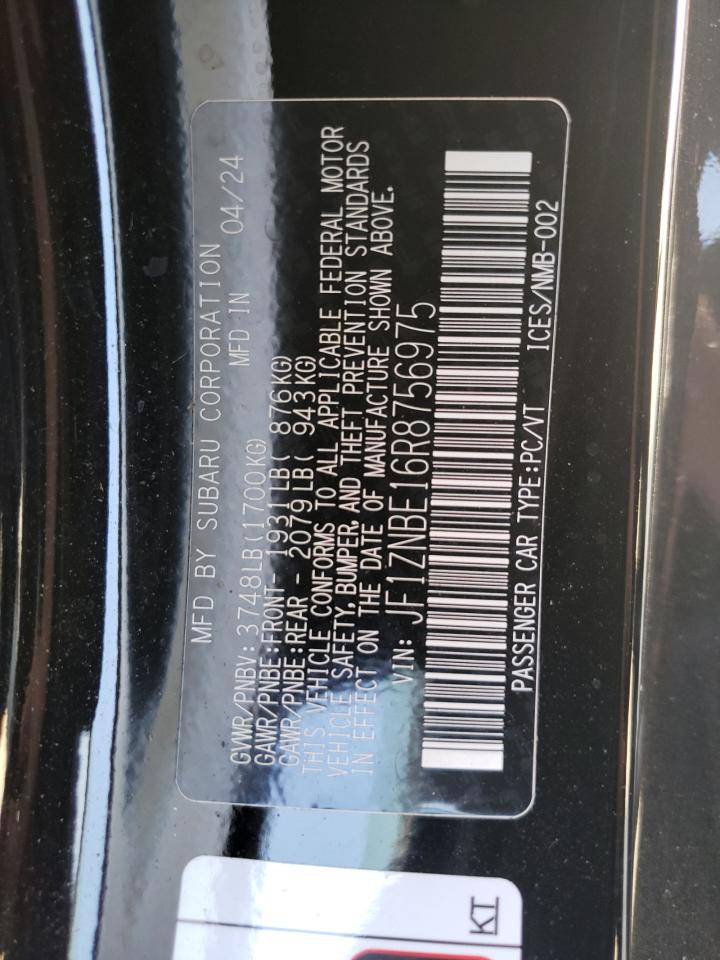 MFD BY SUBARU CORPORATION
MFD IN 04/24
GVWR/PNBV: 3748LB(1700KG)
GAWR/PNBE:FRONT- 1931LB( 876KG)
GAWR/PNBE:REAR - 2079LB( 943KG)
THIS VEHICLE CONFORMS TO ALL APPLICABLE FEDERAL MOTOR
VEHICLE SAFETY, BUMPER, AND THEFT PREVENTION STANDARDS
IN EFFECT ON THE DATE OF MANUFACTURE SHOWN ABOVE.
VIN: JF1ZNBE16R8756975
PASSENGER CAR TYPE:PC/VT ICES/NMB-002
KT